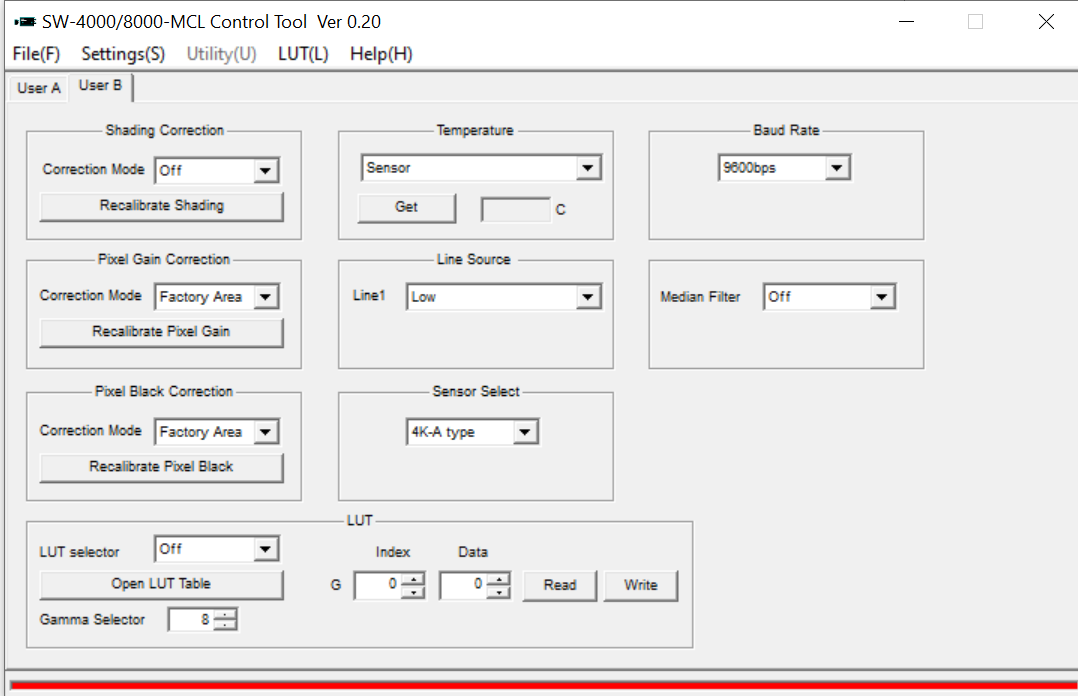 SW-4000/8000-MCL Control Tool Ver 0.20
File(F) Settings(S) Utility(U) LUT(L) Help(H)
User A User B
Shading Correction
Correction Mode Off
Recalibrate Shading
Temperature
Sensor
Get C
Baud Rate
9600bps
Pixel Gain Correction
Correction Mode Factory Area
Recalibrate Pixel Gain
Line Source
Line1 Low
Median Filter Off
Pixel Black Correction
Correction Mode Factory Area
Recalibrate Pixel Black
Sensor Select
4K-A type
LUT
LUT selector Off
Open LUT Table
Gamma Selector 8
Index Data
G 0 0 Read Write